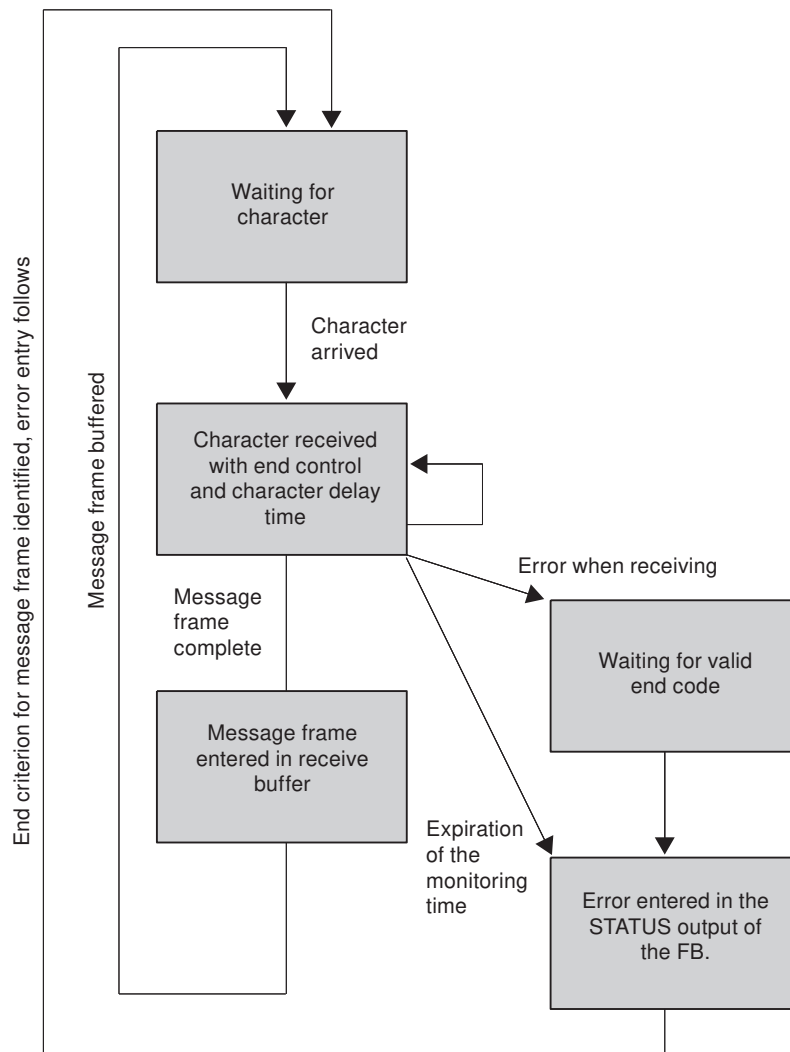 End criterion for message frame identified, error entry follows
Message frame buffered
Waiting for
character
Character
arrived
Character received
with end control
and character delay
time
Error when receiving
Message
frame
complete
Waiting for valid
end code
Message frame
entered in receive
buffer
Expiration
of the
monitoring
time
Error entered in the
STATUS output of
the FB.